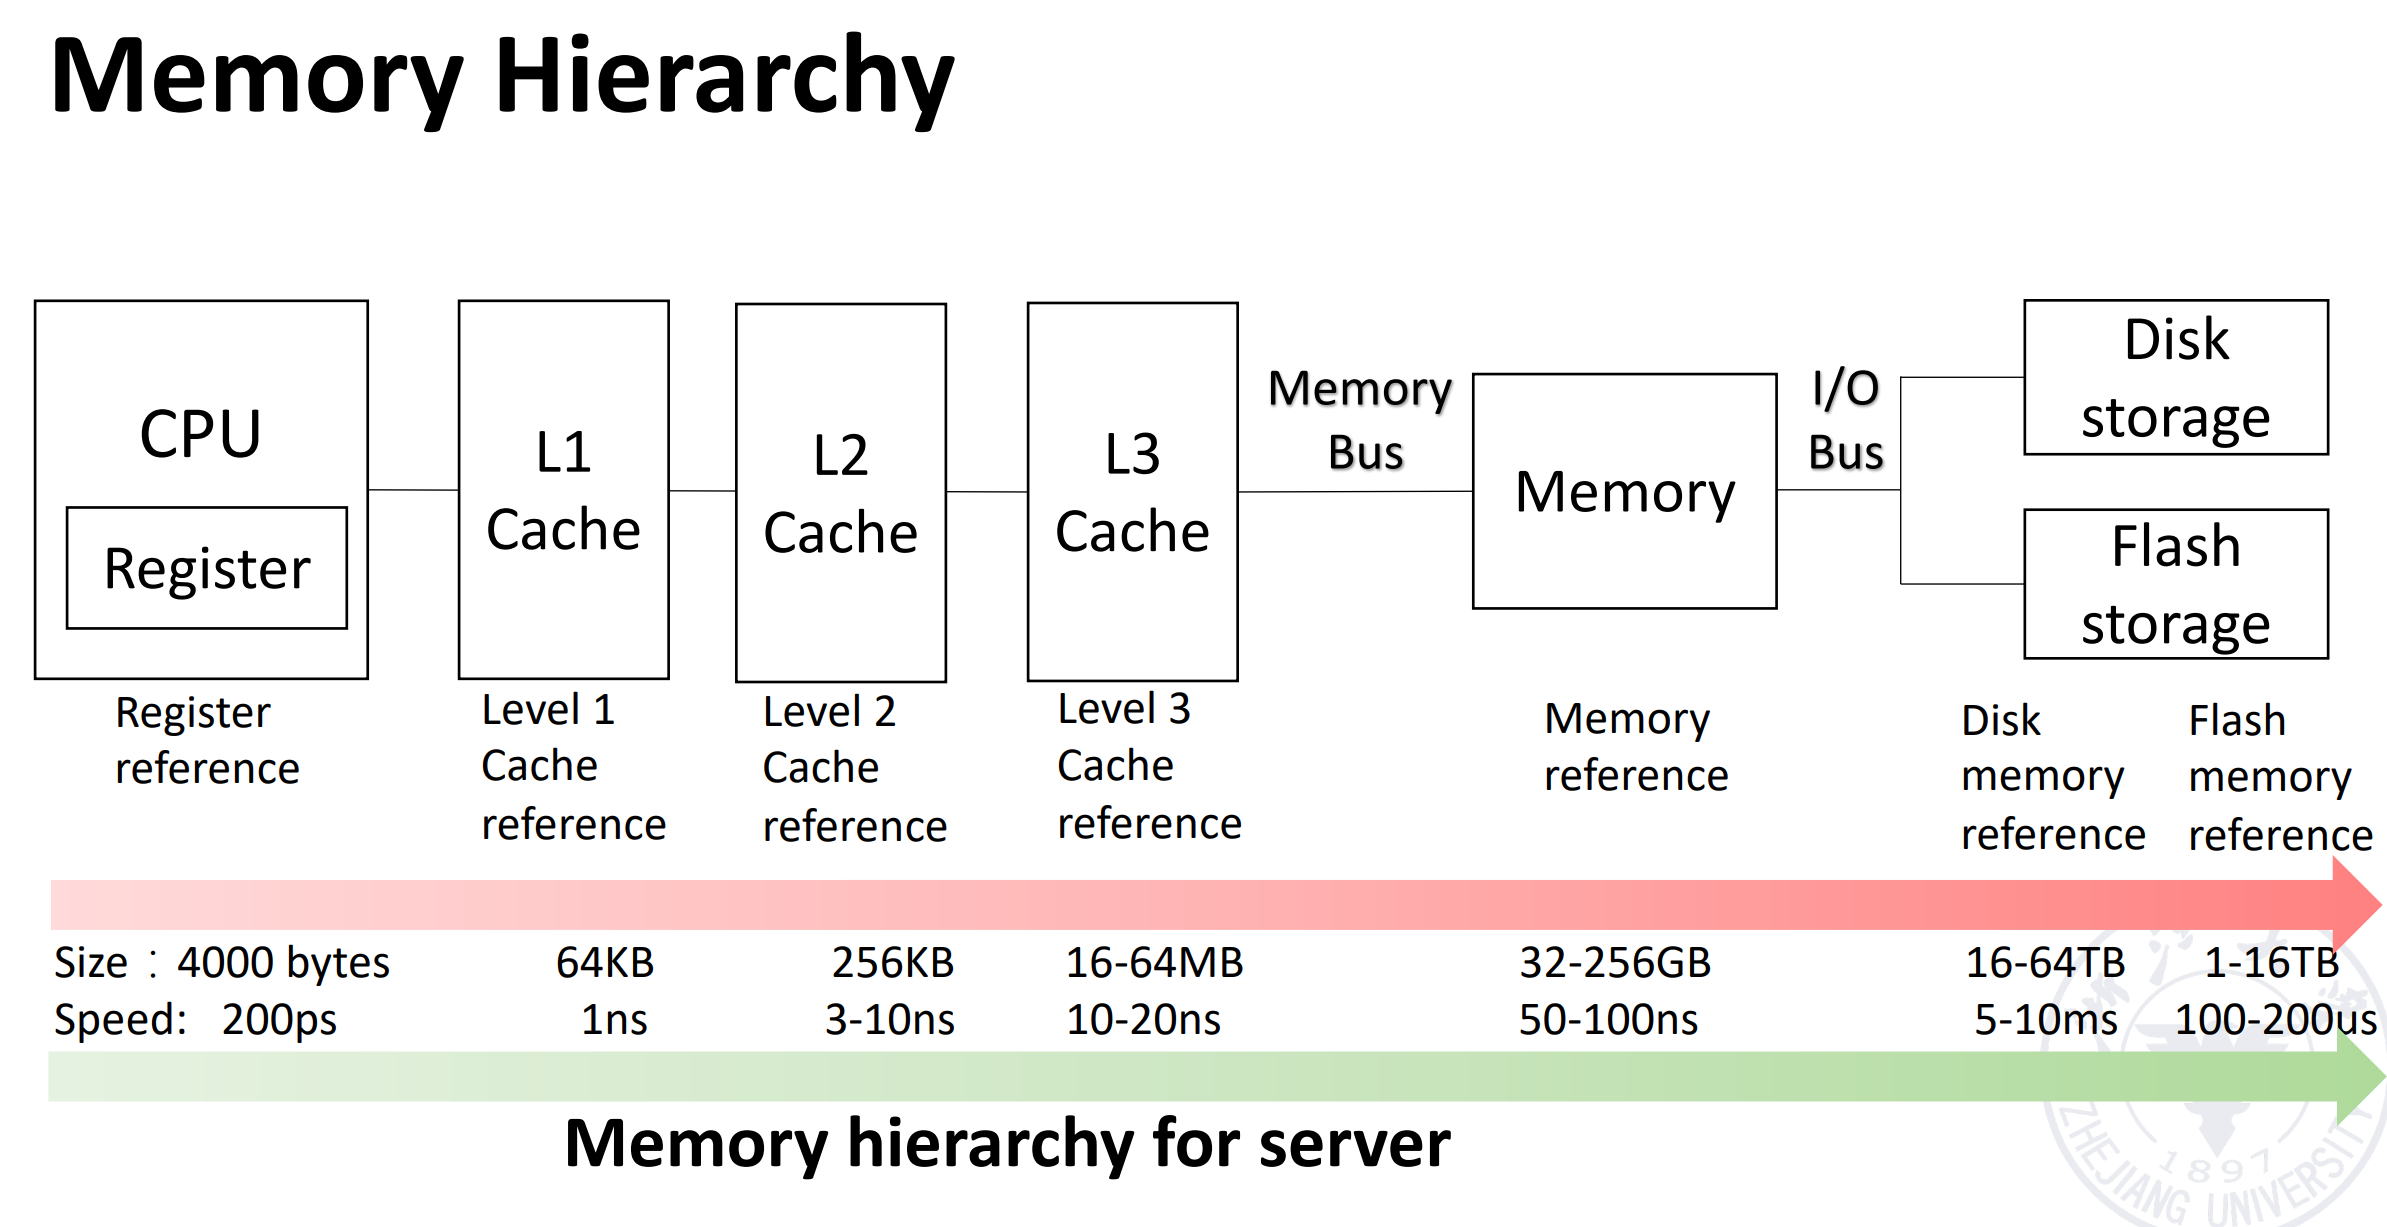 Memory Hierarchy
CPU
Register
L1
Cache
L2
Cache
L3
Cache
Memory
Bus
Memory
I/O
Bus
Disk
storage
Flash
storage
Register
reference
Level 1
Cache
reference
Level 2
Cache
reference
Level 3
Cache
reference
Memory
reference
Disk
memory
reference
Flash
memory
reference
Size：4000 bytes 64KB 256KB 16-64MB 32-256GB 16-64TB 1-16TB
Speed: 200ps 1ns 3-10ns 10-20ns 50-100ns 5-10ms 100-200us
Memory hierarchy for server
1897
ZHEJIANG UNIVERSITY